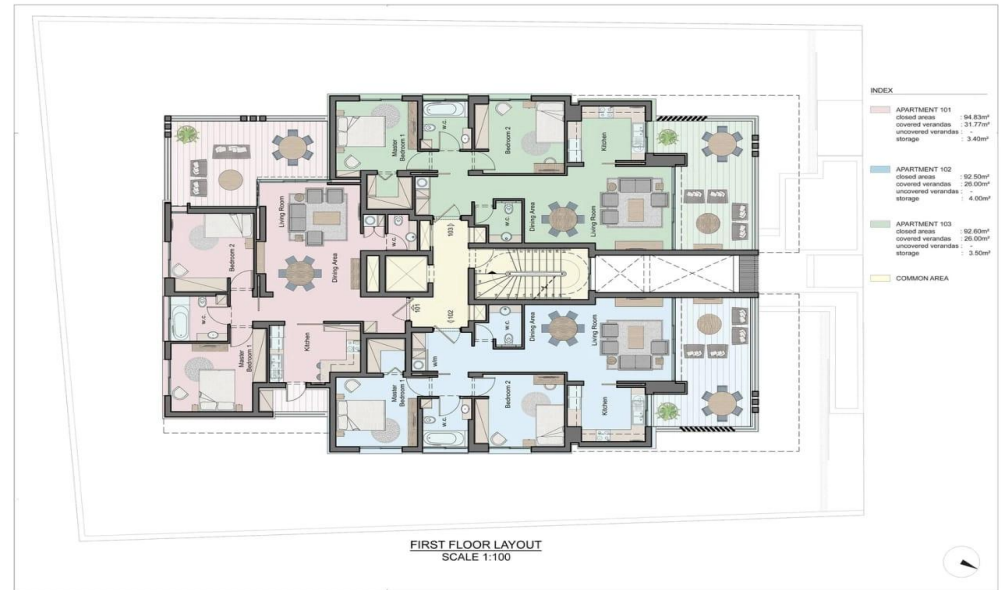 INDEX
APARTMENT 101
closed areas : 94.83m²
covered verandas : 31.77m²
uncovered verandas : -
storage : 3.40m²
APARTMENT 102
closed areas : 92.50m²
covered verandas : 26.00m²
uncovered verandas : -
storage : 4.00m²
APARTMENT 103
closed areas : 92.60m²
covered verandas : 26.00m²
uncovered verandas : -
storage : 3.50m²
COMMON AREA
Master
Bedroom 1
w.c.
Bedroom 2
Kitchen
w.c.
Dining Area
Living Room
103
Living Room
Dining Area
w.c.
Bedroom 2
w.c.
Master
Bedroom 1
Kitchen
101
102
w/m
w.c.
Dining Area
Living Room
Master
Bedroom 1
w.c.
Bedroom 2
Kitchen
FIRST FLOOR LAYOUT
SCALE 1:100